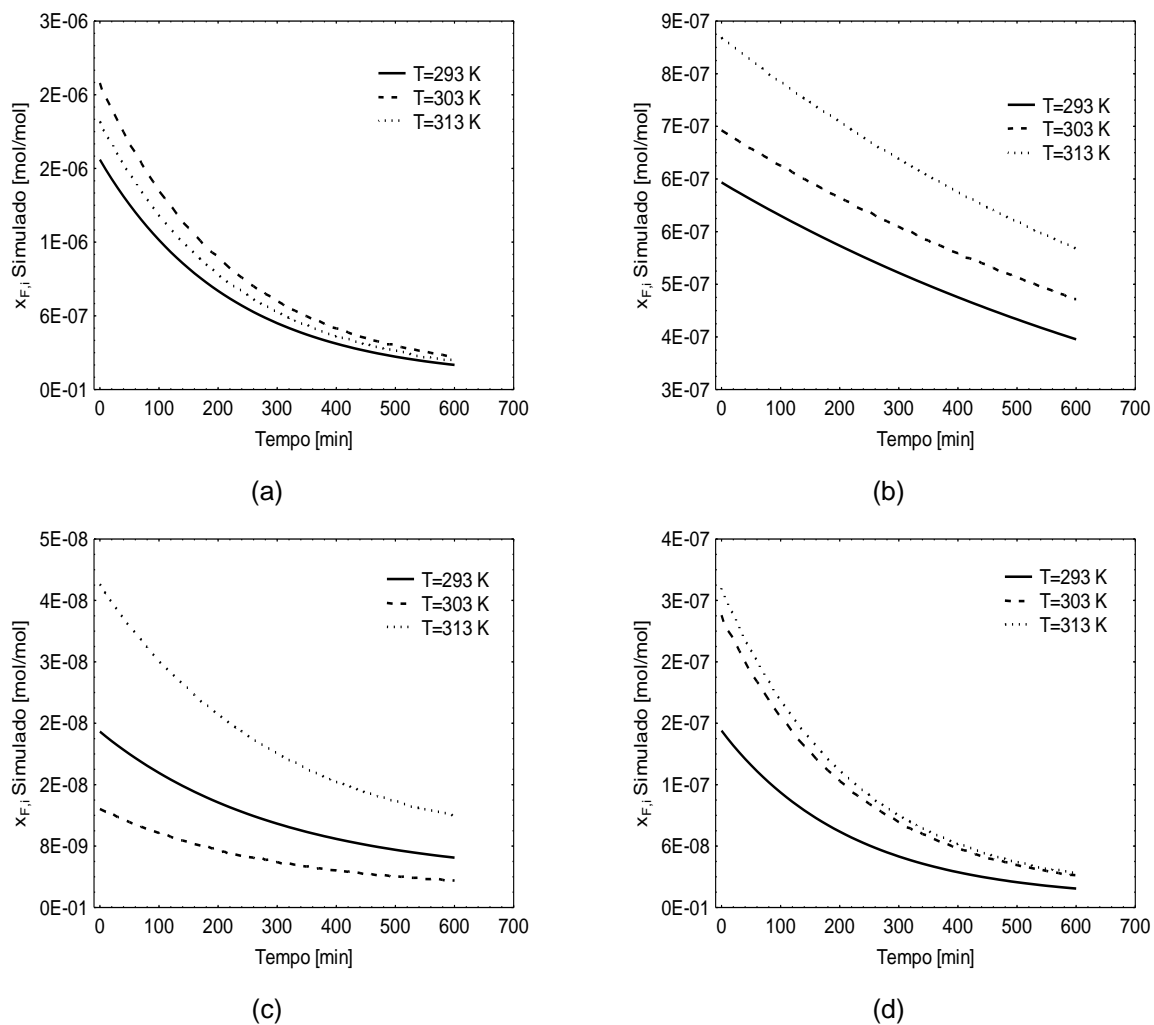 3E-06
2E-06
2E-06
1E-06
6E-07
0E-01
x_F,i Simulado [mol/mol]
T=293 K
T=303 K
T=313 K
0 100 200 300 400 500 600 700
Tempo [min]
(a)
9E-07
8E-07
7E-07
6E-07
6E-07
5E-07
4E-07
3E-07
x_F,i Simulado [mol/mol]
T=293 K
T=303 K
T=313 K
0 100 200 300 400 500 600 700
Tempo [min]
(b)
5E-08
4E-08
3E-08
2E-08
2E-08
8E-09
0E-01
x_F,i Simulado [mol/mol]
T=293 K
T=303 K
T=313 K
0 100 200 300 400 500 600 700
Tempo [min]
(c)
4E-07
3E-07
2E-07
2E-07
1E-07
6E-08
0E-01
x_F,i Simulado [mol/mol]
T=293 K
T=303 K
T=313 K
0 100 200 300 400 500 600 700
Tempo [min]
(d)